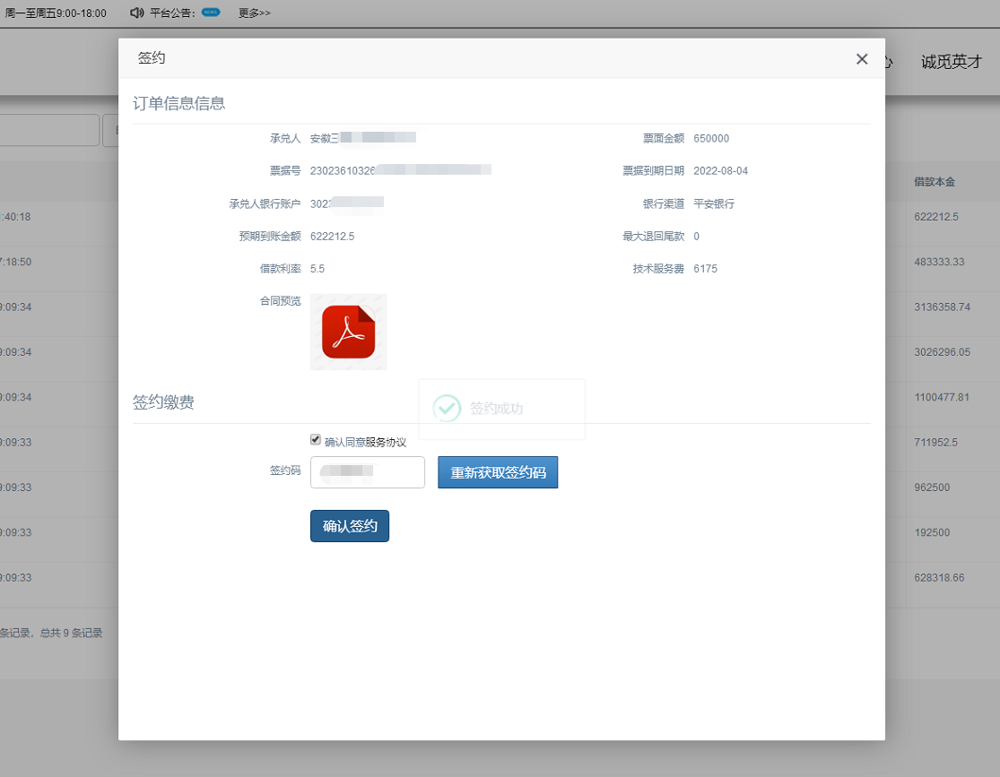 周一至周五9:00-18:00 平台公告： NEWS 更多>>
心 诚觅英才
签约 ×
订单信息信息
承兑人 安徽三 票面金额 650000
票据号 23023610326 票据到期日期 2022-08-04
承兑人银行账户 302 银行渠道 平安银行
预期到账金额 622212.5 最大退回尾款 0
借款利率 5.5 技术服务费 6175
合同预览
签约缴费
签约成功
确认同意服务协议
签约码 重新获取签约码
确认签约
借款本金
:40:18 622212.5
7:18:50 483333.33
9:09:34 3136358.74
9:09:34 3026296.05
9:09:34 1100477.81
9:09:33 711952.5
9:09:33 962500
9:09:33 192500
9:09:33 628318.66
条记录，总共 9 条记录